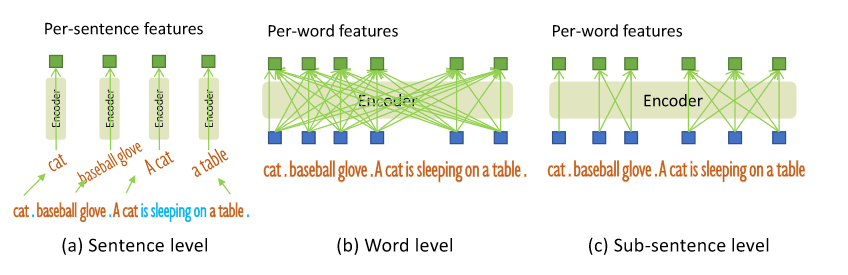 Per-sentence features
Encoder
Encoder
Encoder
Encoder
cat
baseball glove
A cat
a table
cat . baseball glove . A cat is sleeping on a table .
(a) Sentence level
Per-word features
Encoder
cat . baseball glove . A cat is sleeping on a table .
(b) Word level
Per-word features
Encoder
cat . baseball glove . A cat is sleeping on a table
(c) Sub-sentence level